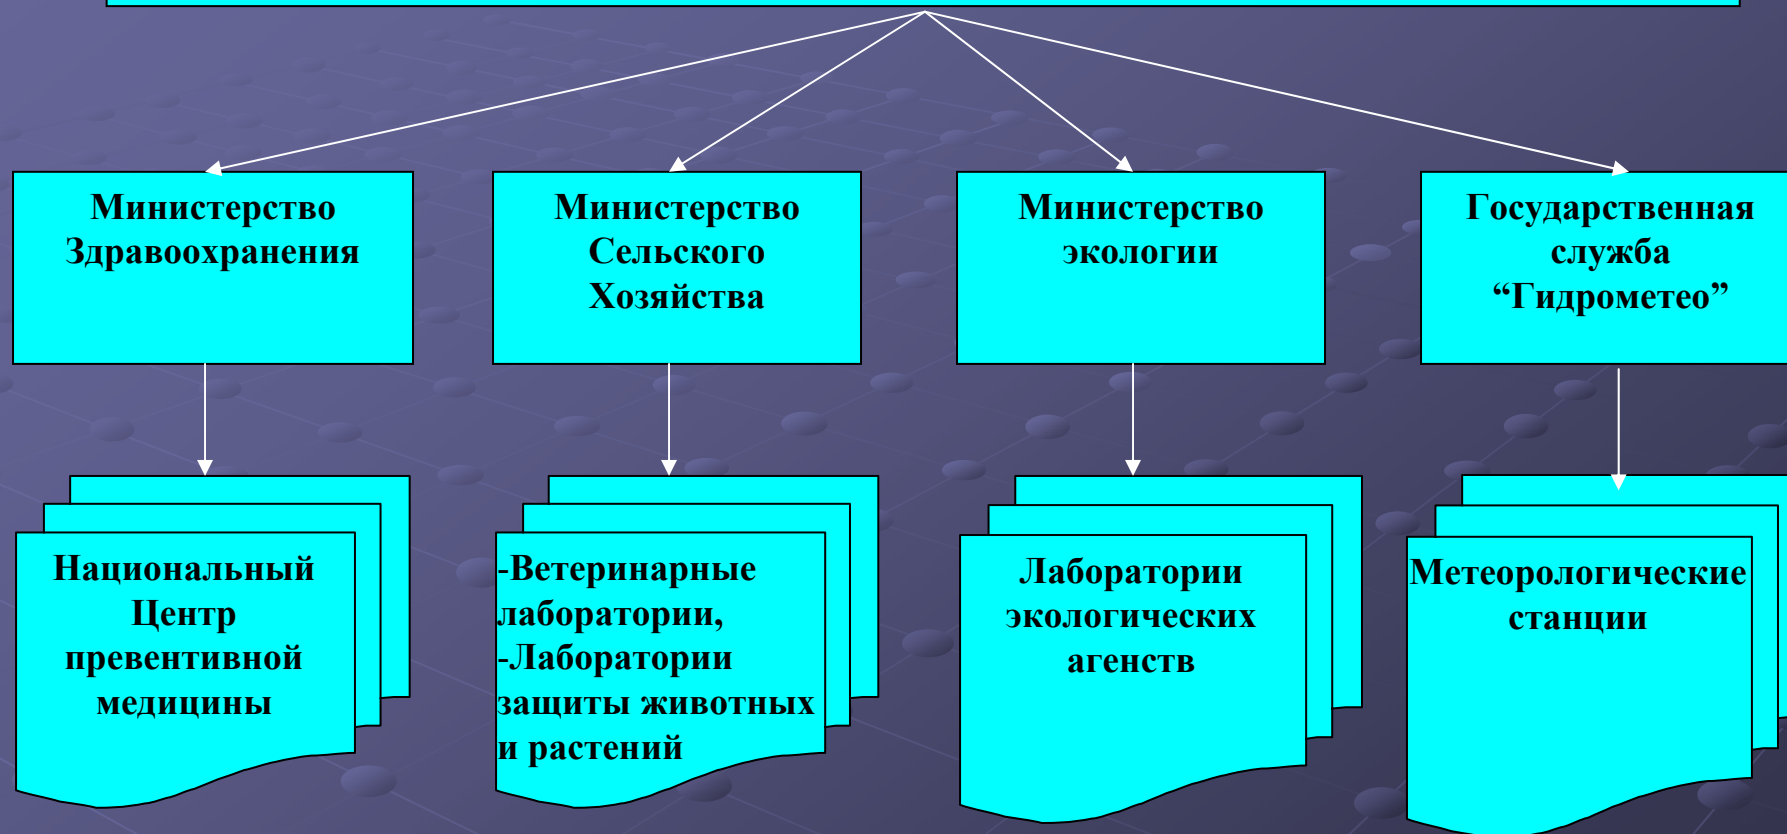 Министерство
Здравоохранения
Министерство
Сельского
Хозяйства
Министерство
экологии
Государственная
служба
“Гидрометео”
Национальный
Центр
превентивной
медицины
-Ветеринарные
лаборатории,
-Лаборатории
защиты животных
и растений
Лаборатории
экологических
агенств
Метеорологические
станции